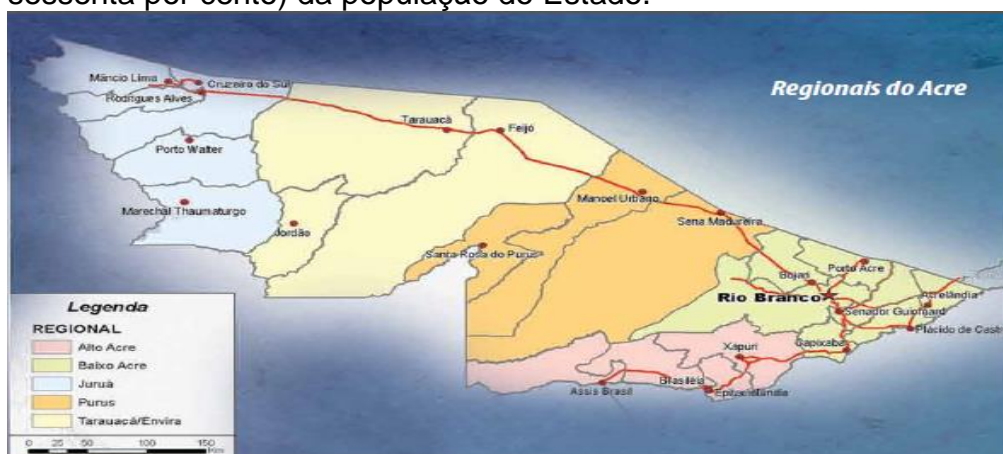 sessenta por cento) da população do Estado.
Regionais do Acre
Mâncio Lima
Cruzeiro do Sul
Rodrigues Alves
Tarauacá
Feijó
Porto Walter
Manoel Urbano
Marechal Thaumaturgo
Sena Madureira
Jordão
Santa Rosa do Purus
Porto Acre
Bujari
Acrelândia
Rio Branco
Senador Guiomard
Plácido de Castr
Capixaba
Xapuri
Brasiléia
Assis Brasil
Epitaciolândia
Legenda
REGIONAL
Alto Acre
Baixo Acre
Juruá
Purus
Tarauacá/Envira
0 25 50 100 150
Km